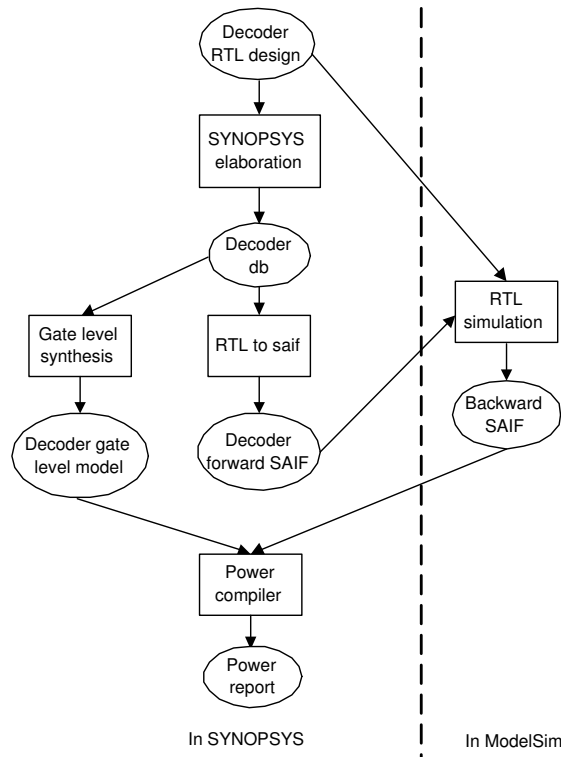 Decoder
RTL design
SYNOPSYS
elaboration
Decoder
db
Gate level
synthesis
RTL to saif
RTL
simulation
Decoder gate
level model
Decoder
forward SAIF
Backward
SAIF
Power
compiler
Power
report
In SYNOPSYS
In ModelSim